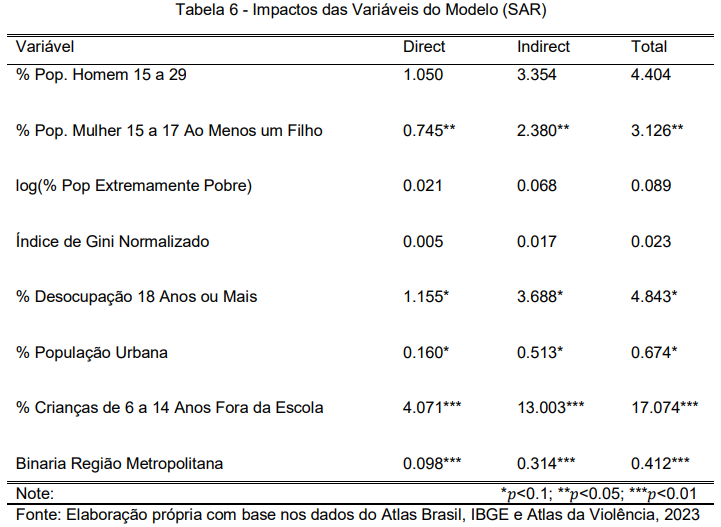 Tabela 6 - Impactos das Variáveis do Modelo (SAR)
Variável Direct Indirect Total
% Pop. Homem 15 a 29 1.050 3.354 4.404
% Pop. Mulher 15 a 17 Ao Menos um Filho 0.745** 2.380** 3.126**
log(% Pop Extremamente Pobre) 0.021 0.068 0.089
Índice de Gini Normalizado 0.005 0.017 0.023
% Desocupação 18 Anos ou Mais 1.155* 3.688* 4.843*
% População Urbana 0.160* 0.513* 0.674*
% Crianças de 6 a 14 Anos Fora da Escola 4.071*** 13.003*** 17.074***
Binaria Região Metropolitana 0.098*** 0.314*** 0.412***
Note: *p<0.1; **p<0.05; ***p<0.01
Fonte: Elaboração própria com base nos dados do Atlas Brasil, IBGE e Atlas da Violência, 2023